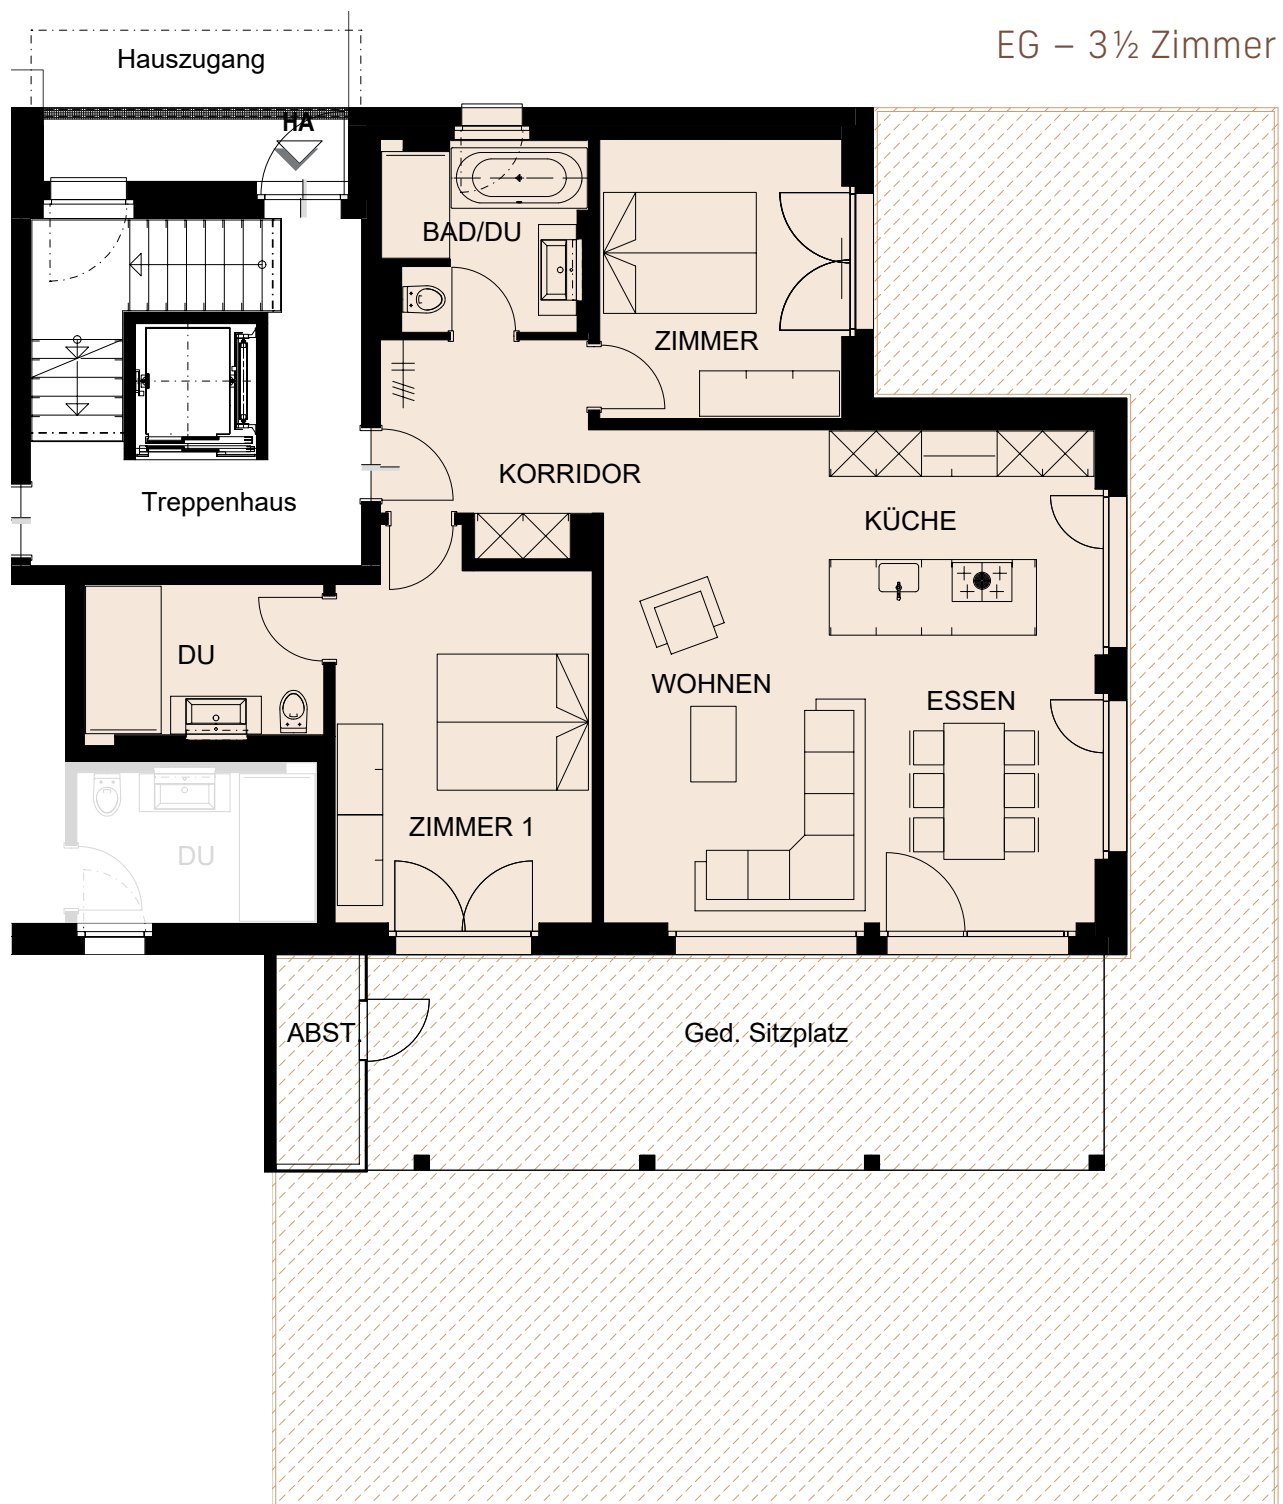 EG – 3½ Zimmer
Hauszugang
HA
BAD/DU
ZIMMER
KORRIDOR
Treppenhaus
KÜCHE
DU
WOHNEN
ESSEN
ZIMMER 1
DU
ABST.
Ged. Sitzplatz